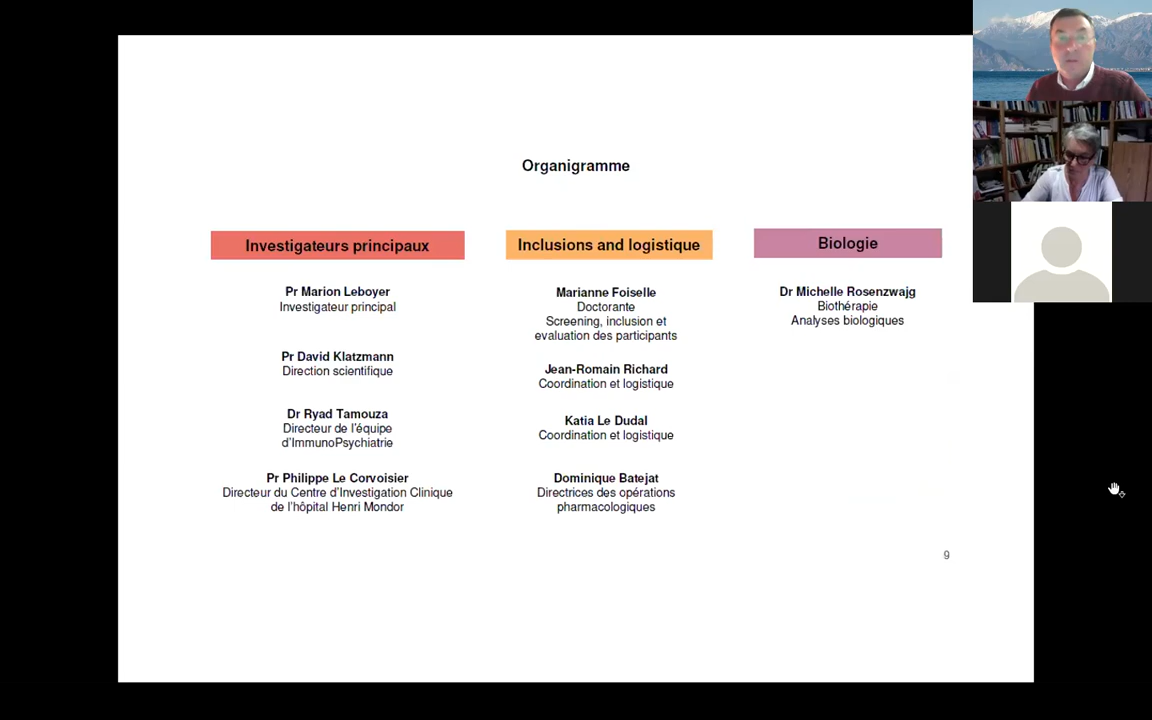 Organigramme
Investigateurs principaux
Pr Marion Leboyer
Investigateur principal
Pr David Klatzmann
Direction scientifique
Dr Ryad Tamouza
Directeur de l'équipe
d'ImmunoPsychiatrie
Pr Philippe Le Corvoisier
Directeur du Centre d'Investigation Clinique
de l'hôpital Henri Mondor
Inclusions and logistique
Marianne Foiselle
Doctorante
Screening, inclusion et
evaluation des participants
Jean-Romain Richard
Coordination et logistique
Katia Le Dudal
Coordination et logistique
Dominique Batejat
Directrices des opérations
pharmacologiques
Biologie
Dr Michelle Rosenzwajg
Biothérapie
Analyses biologiques
9